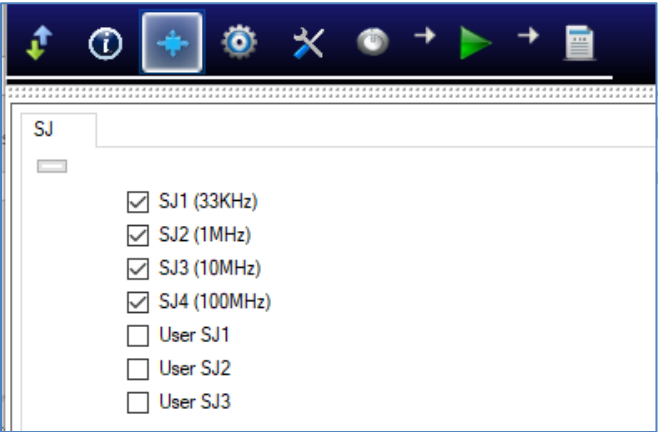 SJ
SJ1 (33KHz)
SJ2 (1MHz)
SJ3 (10MHz)
SJ4 (100MHz)
User SJ1
User SJ2
User SJ3